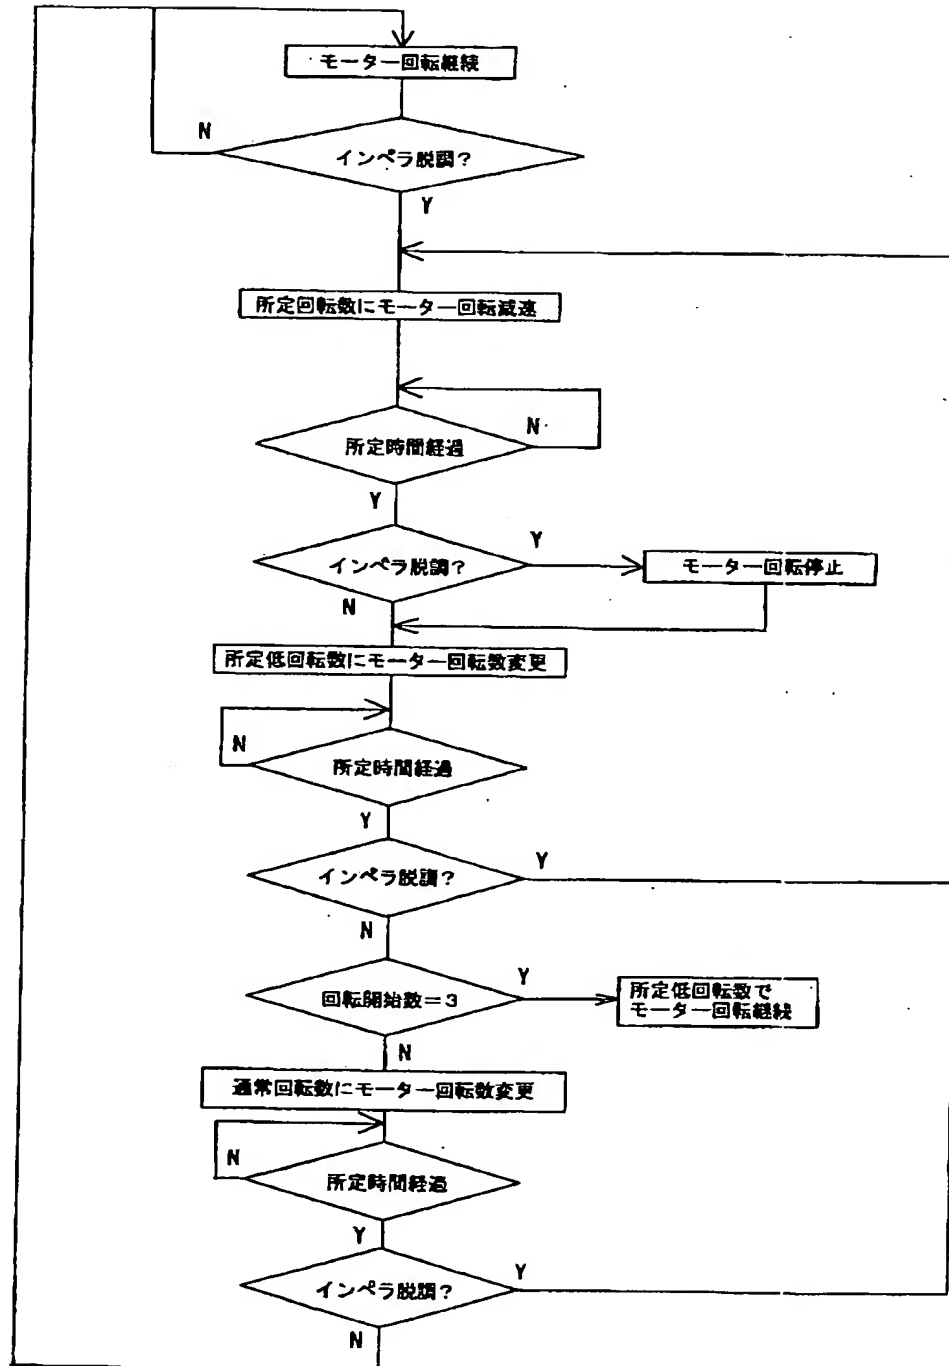 モーター回転継続
N
インペラ脱調？
Y
所定回転数にモーター回転減速
N
所定時間経過
Y
Y
インペラ脱調？
モーター回転停止
N
所定低回転数にモーター回転数変更
N
所定時間経過
Y
Y
インペラ脱調？
N
Y
回転開始数＝3
所定低回転数で
モーター回転継続
N
通常回転数にモーター回転数変更
N
所定時間経過
Y
Y
インペラ脱調？
N